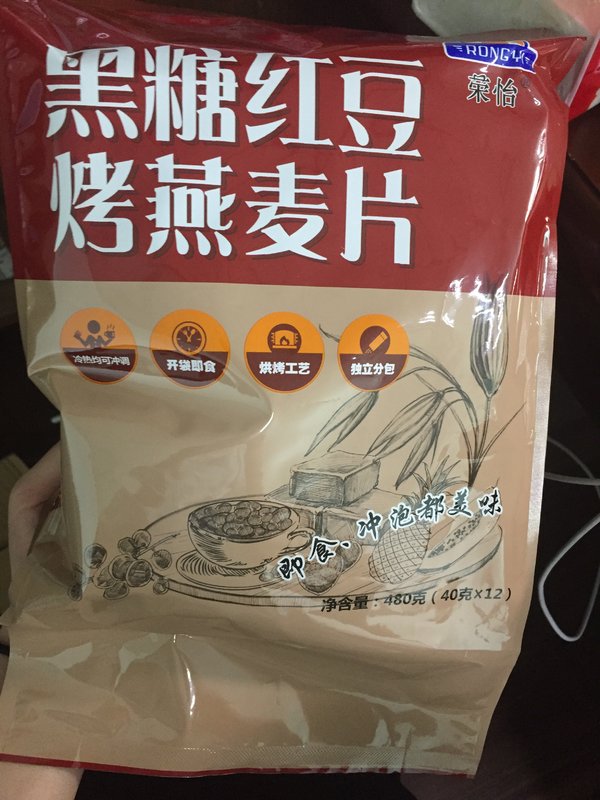 RONGYI
荣怡
黑糖红豆
烤燕麦片
冷热均可冲调
开袋即食
烘烤工艺
独立分包
即食、冲泡都美味
净含量:480克(40克×12)